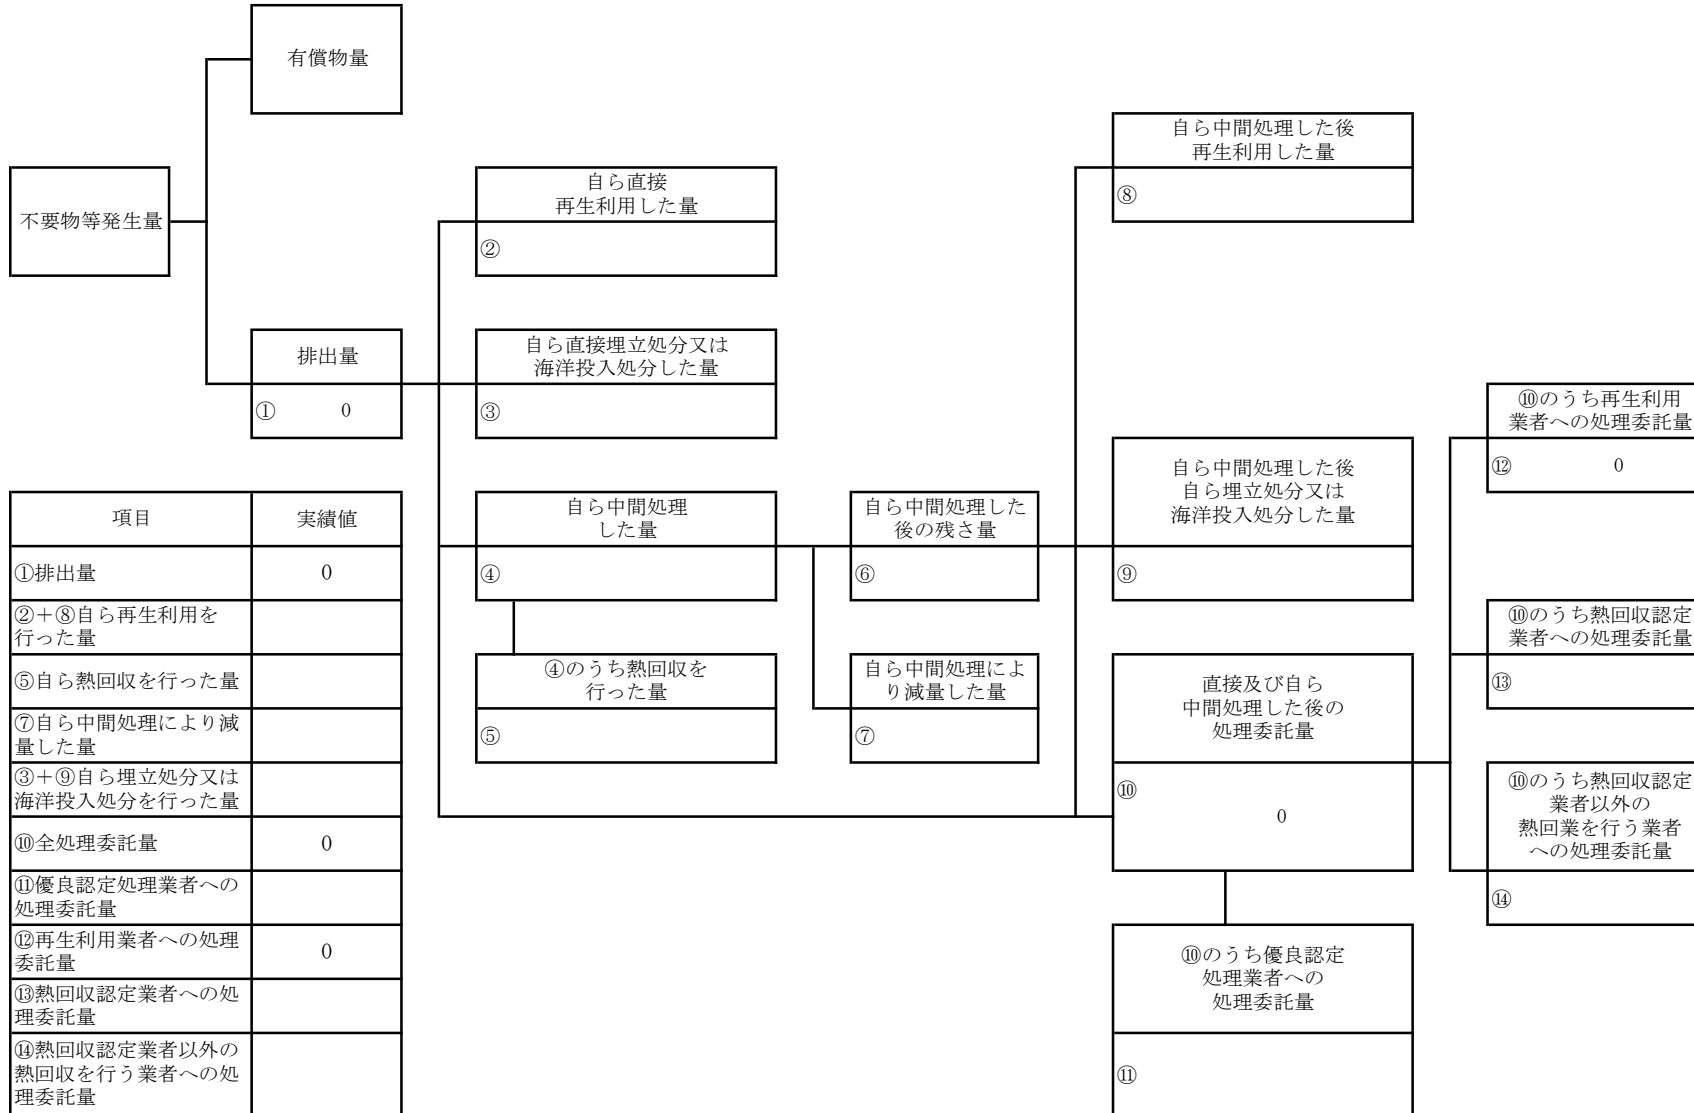 有償物量
不要物等発生量
排出量
① 0
自ら直接
再生利用した量
②
自ら直接埋立処分又は
海洋投入処分した量
③
自ら中間処理
した量
④
④のうち熱回収を
行った量
⑤
自ら中間処理した
後の残さ量
⑥
自ら中間処理によ
り減量した量
⑦
自ら中間処理した後
再生利用した量
⑧
自ら中間処理した後
自ら埋立処分又は
海洋投入処分した量
⑨
直接及び自ら
中間処理した後の
処理委託量
⑩
0
⑩のうち優良認定
処理業者への
処理委託量
⑪
⑩のうち再生利用
業者への処理委託量
⑫ 0
⑩のうち熱回収認定
業者への処理委託量
⑬
⑩のうち熱回収認定
業者以外の
熱回業を行う業者
への処理委託量
⑭
項目 実績値
①排出量 0
②＋⑧自ら再生利用を
行った量
⑤自ら熱回収を行った量
⑦自ら中間処理により減
量した量
③＋⑨自ら埋立処分又は
海洋投入処分を行った量
⑩全処理委託量 0
⑪優良認定処理業者への
処理委託量
⑫再生利用業者への処理
委託量 0
⑬熱回収認定業者への処
理委託量
⑭熱回収認定業者以外の
熱回収を行う業者への処
理委託量